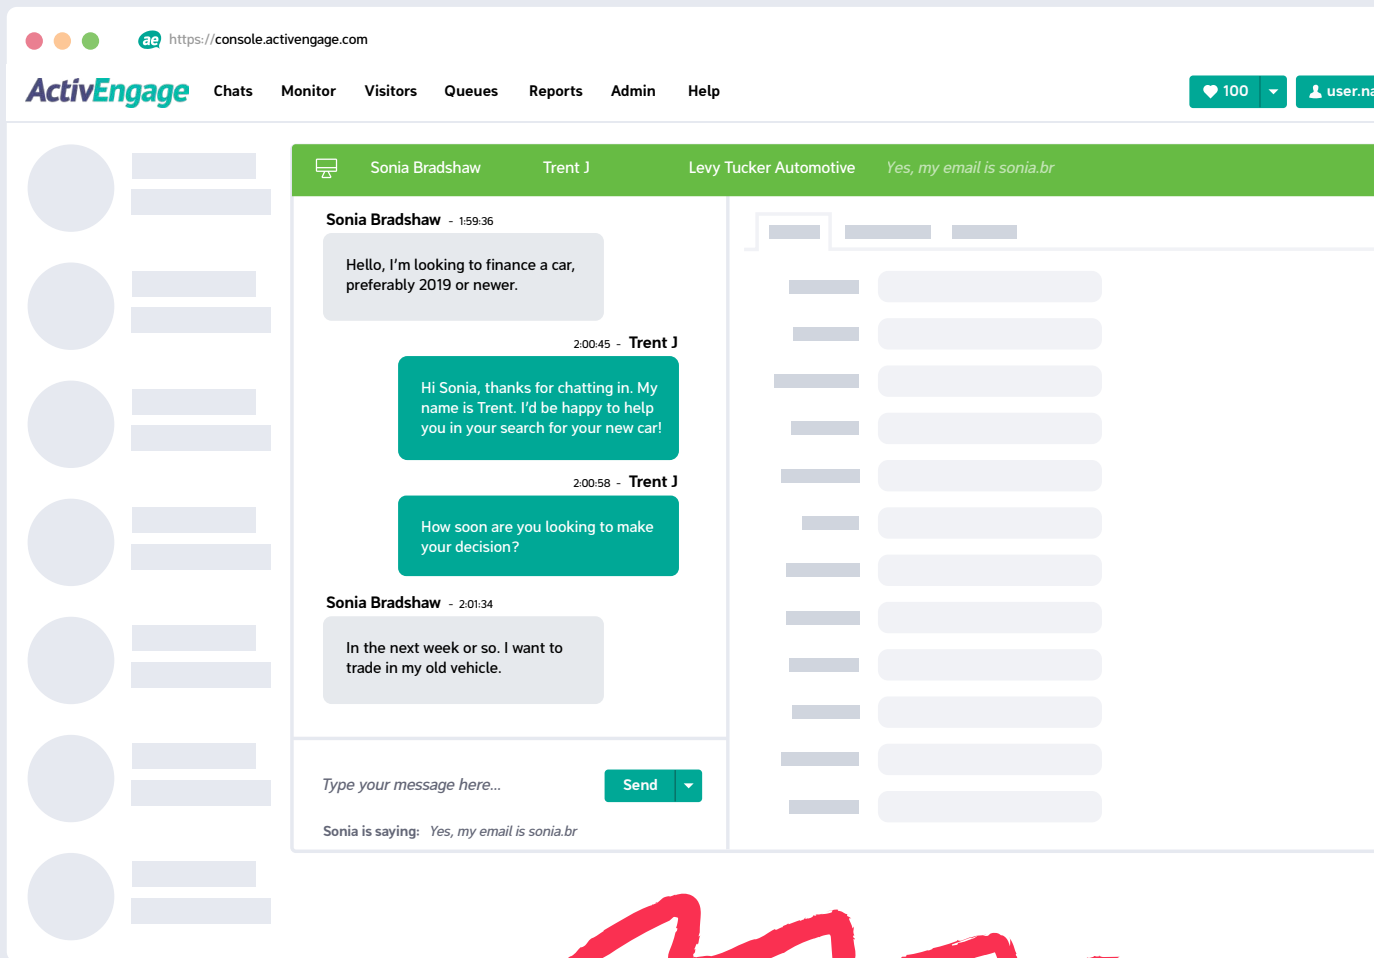 ae https://console.activengage.com
ActivEngage Chats Monitor Visitors Queues Reports Admin Help 100 user.na
Sonia Bradshaw Trent J Levy Tucker Automotive Yes, my email is sonia.br
Sonia Bradshaw - 1:59:36
Hello, I'm looking to finance a car,
preferably 2019 or newer.
2:00:45 - Trent J
Hi Sonia, thanks for chatting in. My
name is Trent. I'd be happy to help
you in your search for your new car!
2:00:58 - Trent J
How soon are you looking to make
your decision?
Sonia Bradshaw - 2:01:34
In the next week or so. I want to
trade in my old vehicle.
Type your message here... Send
Sonia is saying: Yes, my email is sonia.br